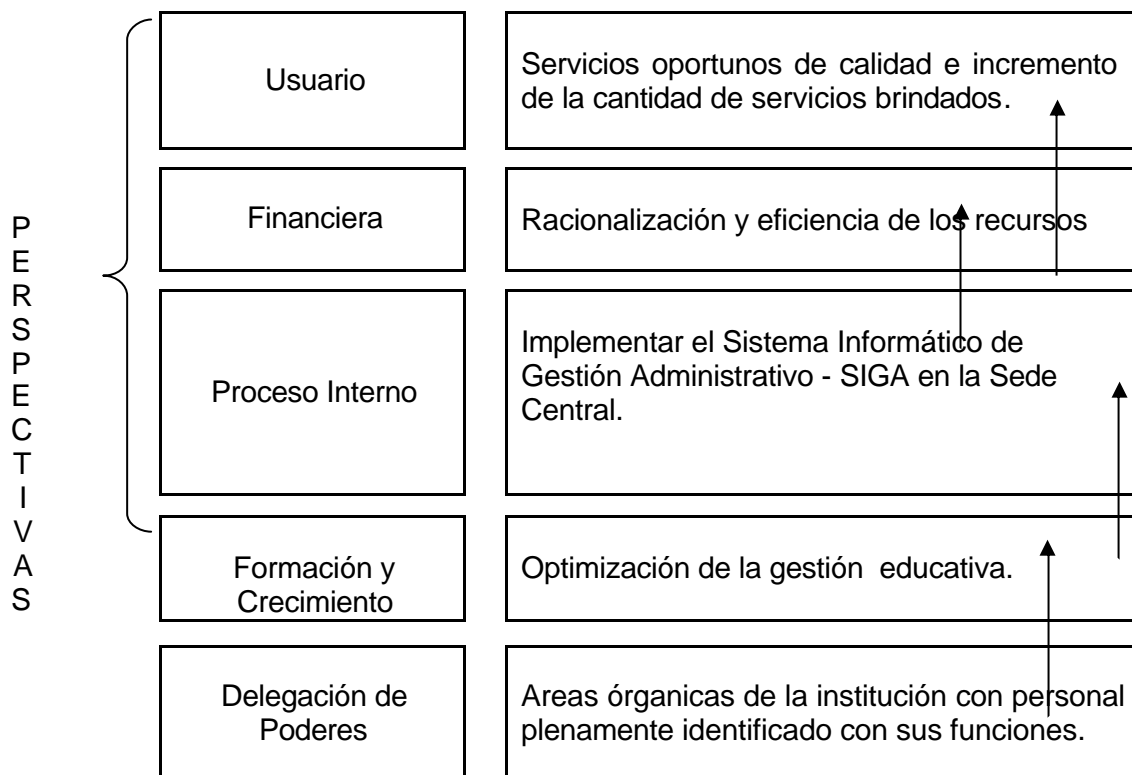 P
E
R
S
P
E
C
T
I
V
A
S
Usuario
Servicios oportunos de calidad e incremento
de la cantidad de servicios brindados.
Financiera
Racionalización y eficiencia de los recursos
Proceso Interno
Implementar el Sistema Informático de
Gestión Administrativo - SIGA en la Sede
Central.
Formación y
Crecimiento
Optimización de la gestión educativa.
Delegación de
Poderes
Areas órganicas de la institución con personal
plenamente identificado con sus funciones.